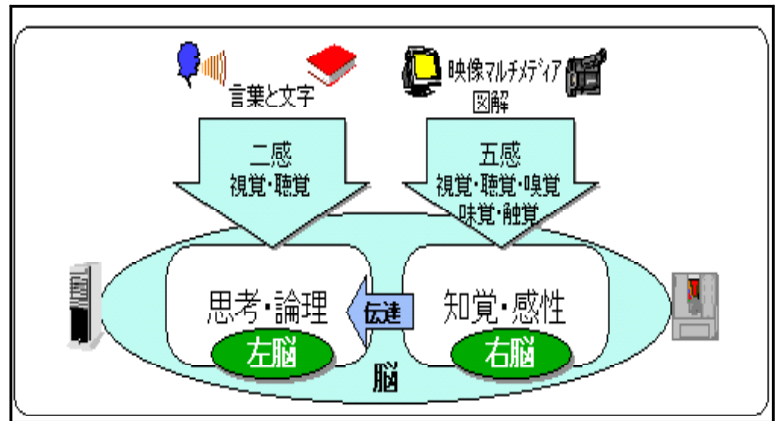 言葉と文字
映像マルチメディア
図解
二感
視覚・聴覚
五感
視覚・聴覚・嗅覚
味覚・触覚
思考・論理
伝達
知覚・感性
左脳
右脳
脳